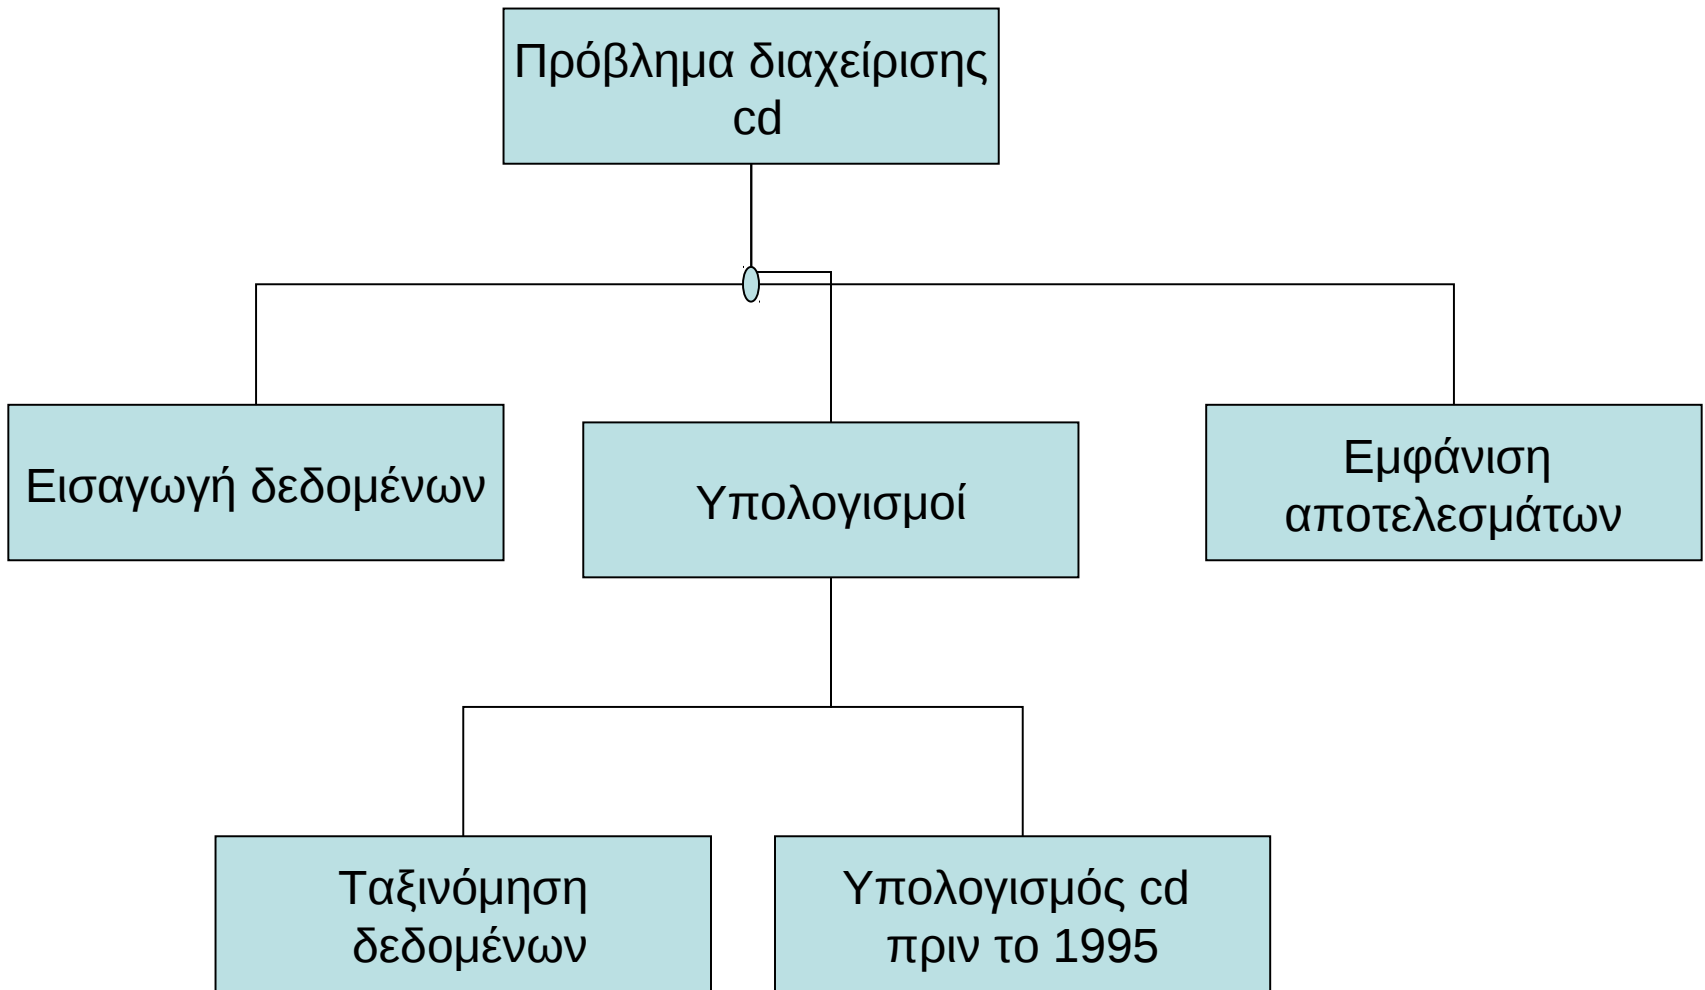 Πρόβλημα διαχείρισης
cd
Εισαγωγή δεδομένων
Υπολογισμοί
Εμφάνιση
αποτελεσμάτων
Ταξινόμηση
δεδομένων
Υπολογισμός cd
πριν το 1995